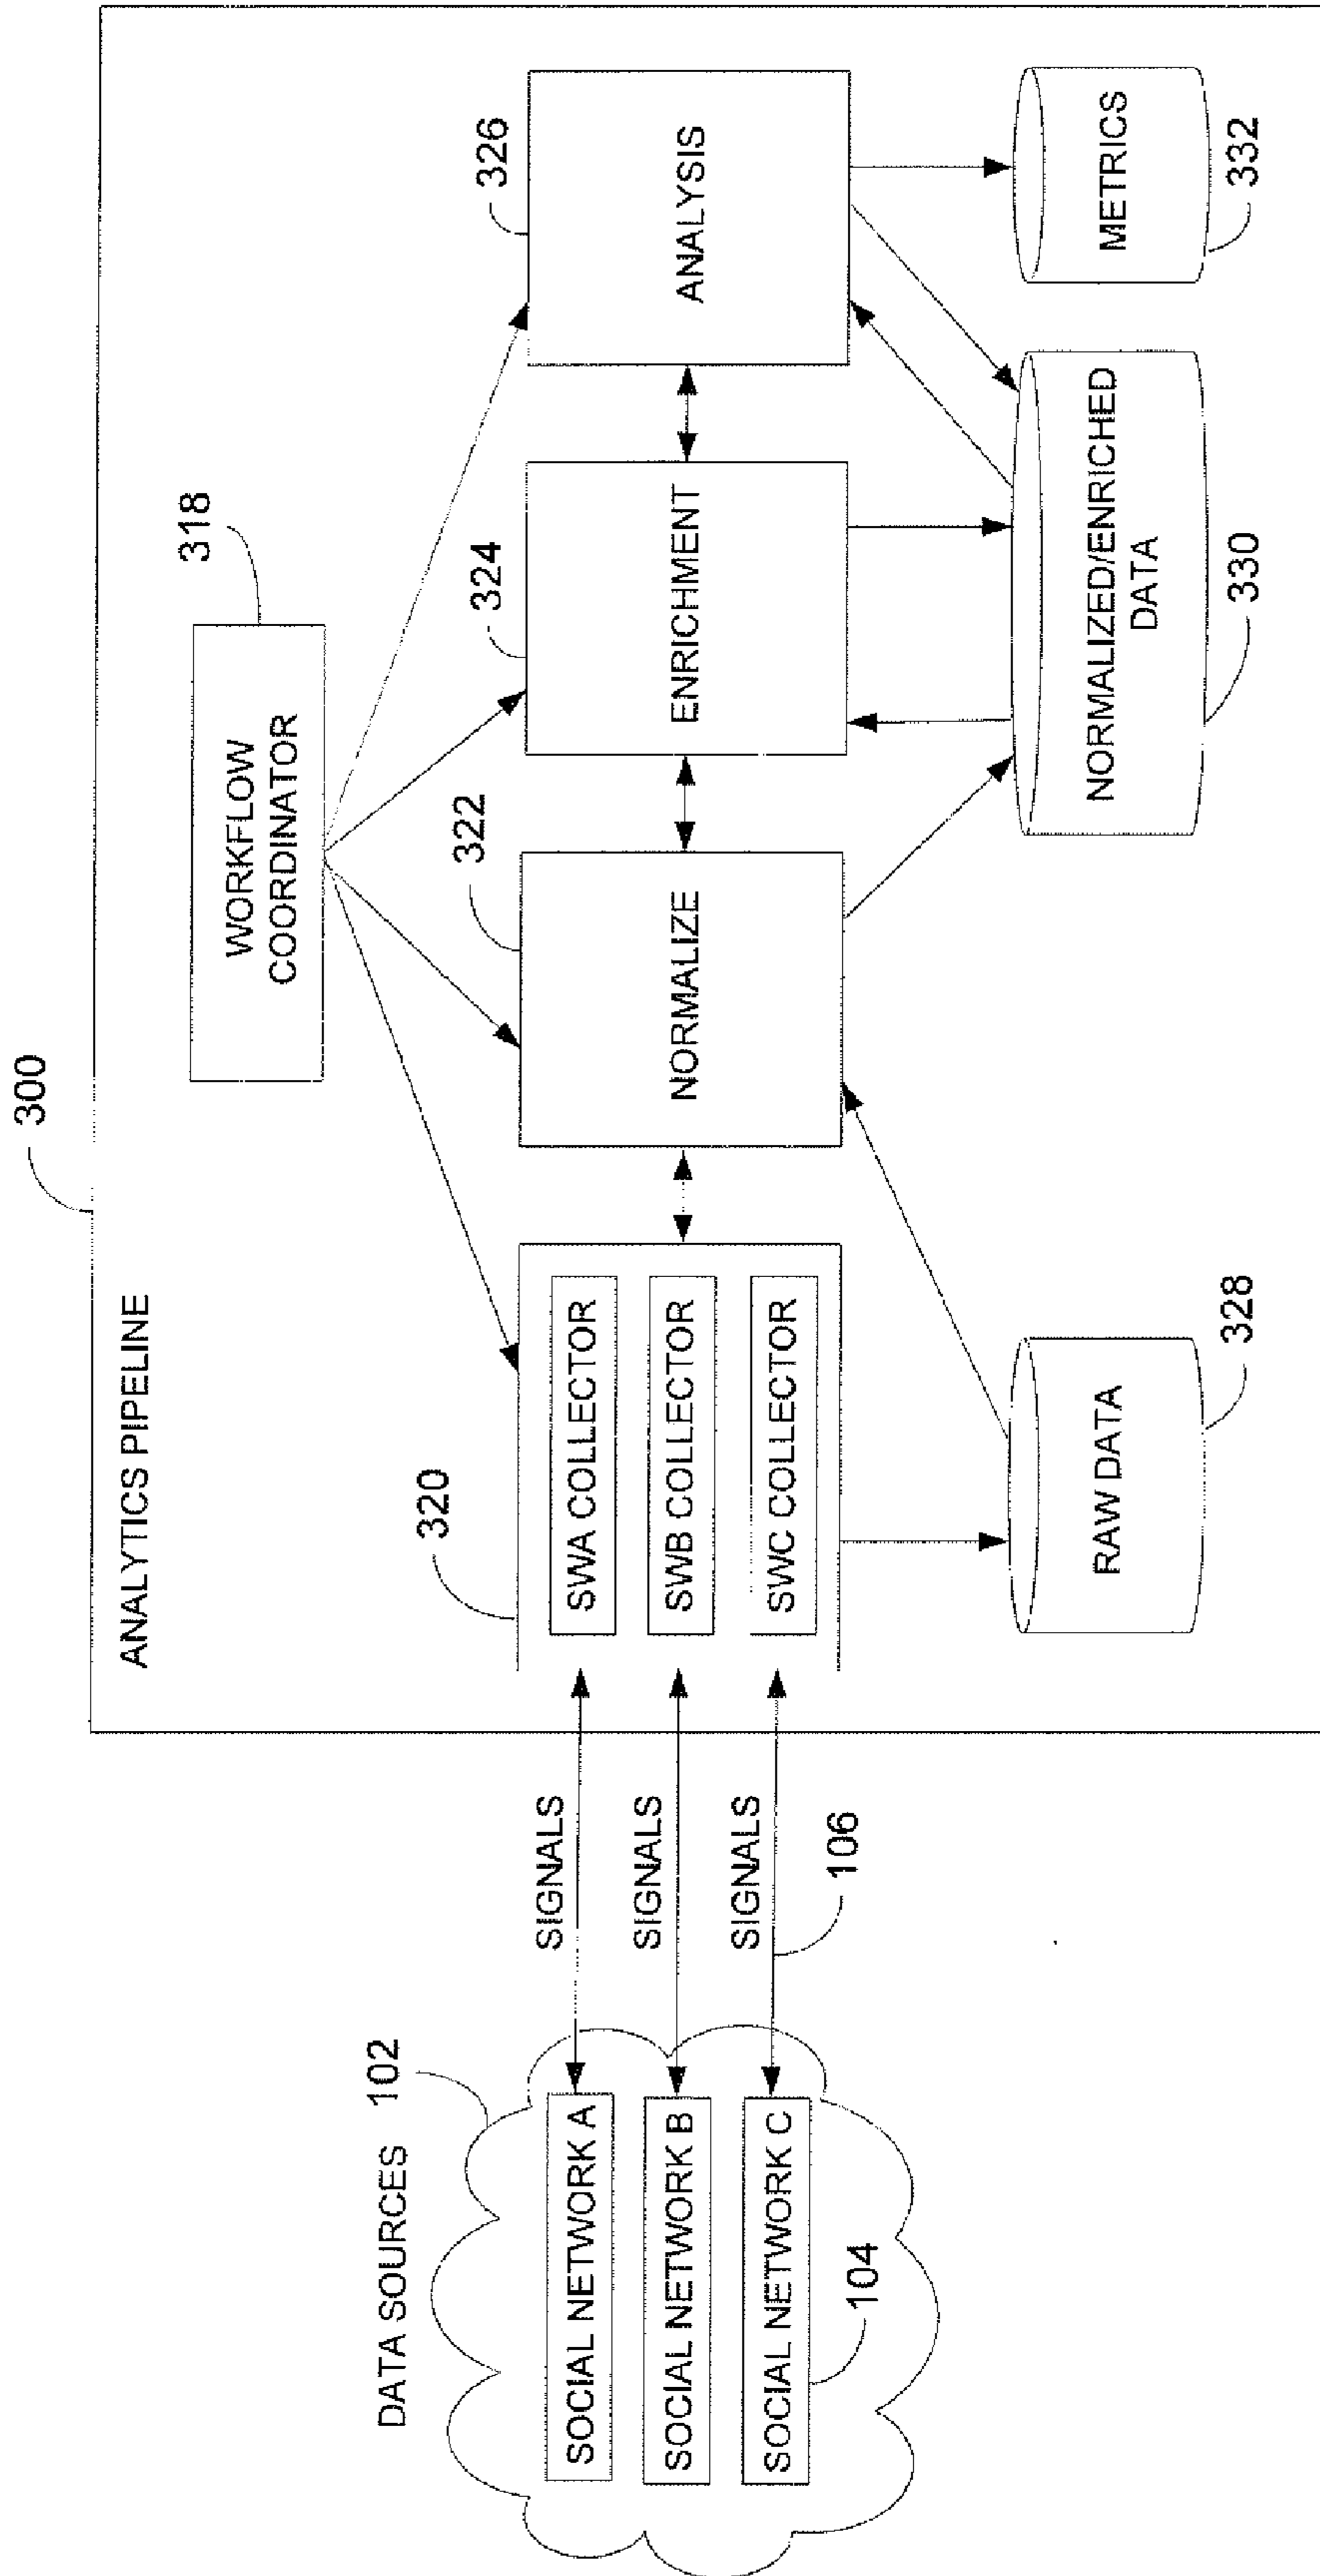 300
ANALYTICS PIPELINE
318
WORKFLOW
COORDINATOR
DATA SOURCES 102
320
322
324
326
SOCIAL NETWORK A
SIGNALS
SWA COLLECTOR
SOCIAL NETWORK B
SIGNALS
SWB COLLECTOR
SOCIAL NETWORK C
SIGNALS
SWC COLLECTOR
NORMALIZE
ENRICHMENT
ANALYSIS
104
106
RAW DATA
328
NORMALIZED/ENRICHED
DATA
330
METRICS
332